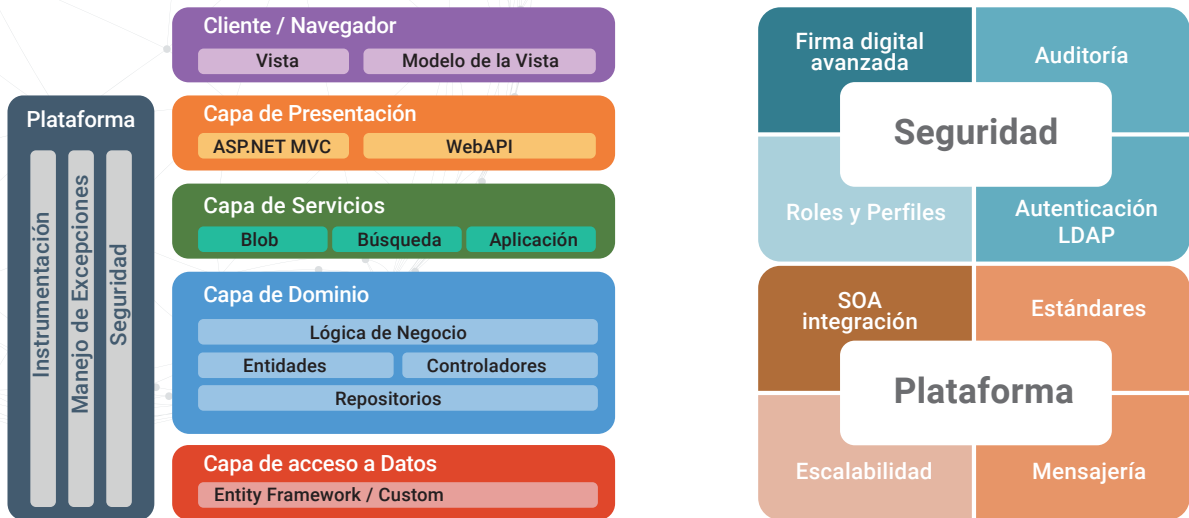 Plataforma
Instrumentación
Manejo de Excepciones
Seguridad
Cliente / Navegador
Vista
Modelo de la Vista
Capa de Presentación
ASP.NET MVC
WebAPI
Capa de Servicios
Blob
Búsqueda
Aplicación
Capa de Dominio
Lógica de Negocio
Entidades
Controladores
Repositorios
Capa de acceso a Datos
Entity Framework / Custom
Firma digital
avanzada
Auditoría
Seguridad
Roles y Perfiles
Autenticación
LDAP
SOA
integración
Estándares
Plataforma
Escalabilidad
Mensajería